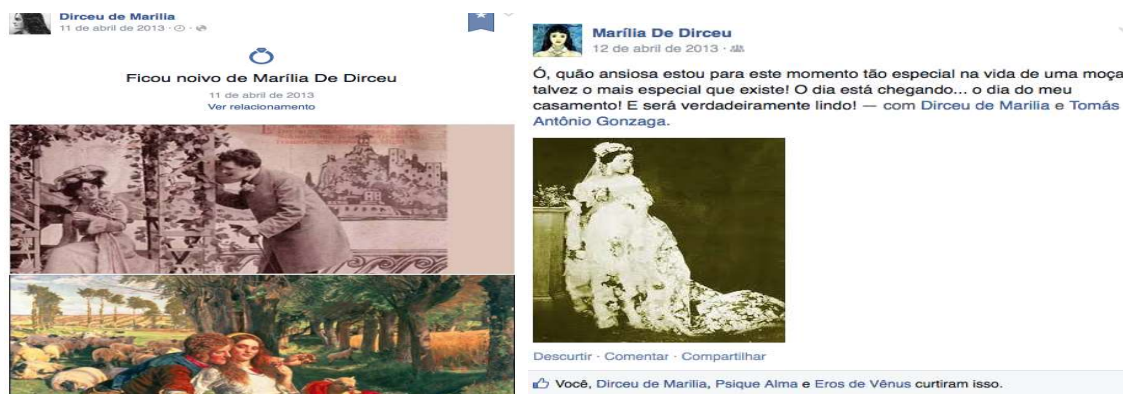 Dirceu de Marilia
11 de abril de 2013
Ficou noivo de Marília De Dirceu
11 de abril de 2013
Ver relacionamento
Marília De Dirceu
12 de abril de 2013
Ó, quão ansiosa estou para este momento tão especial na vida de uma moça
talvez o mais especial que existe! O dia está chegando... o dia do meu
casamento! E será verdadeiramente lindo! — com Dirceu de Marilia e Tomás
Antônio Gonzaga.
Descurtir · Comentar · Compartilhar
Você, Dirceu de Marilia, Psique Alma e Eros de Vênus curtiram isso.